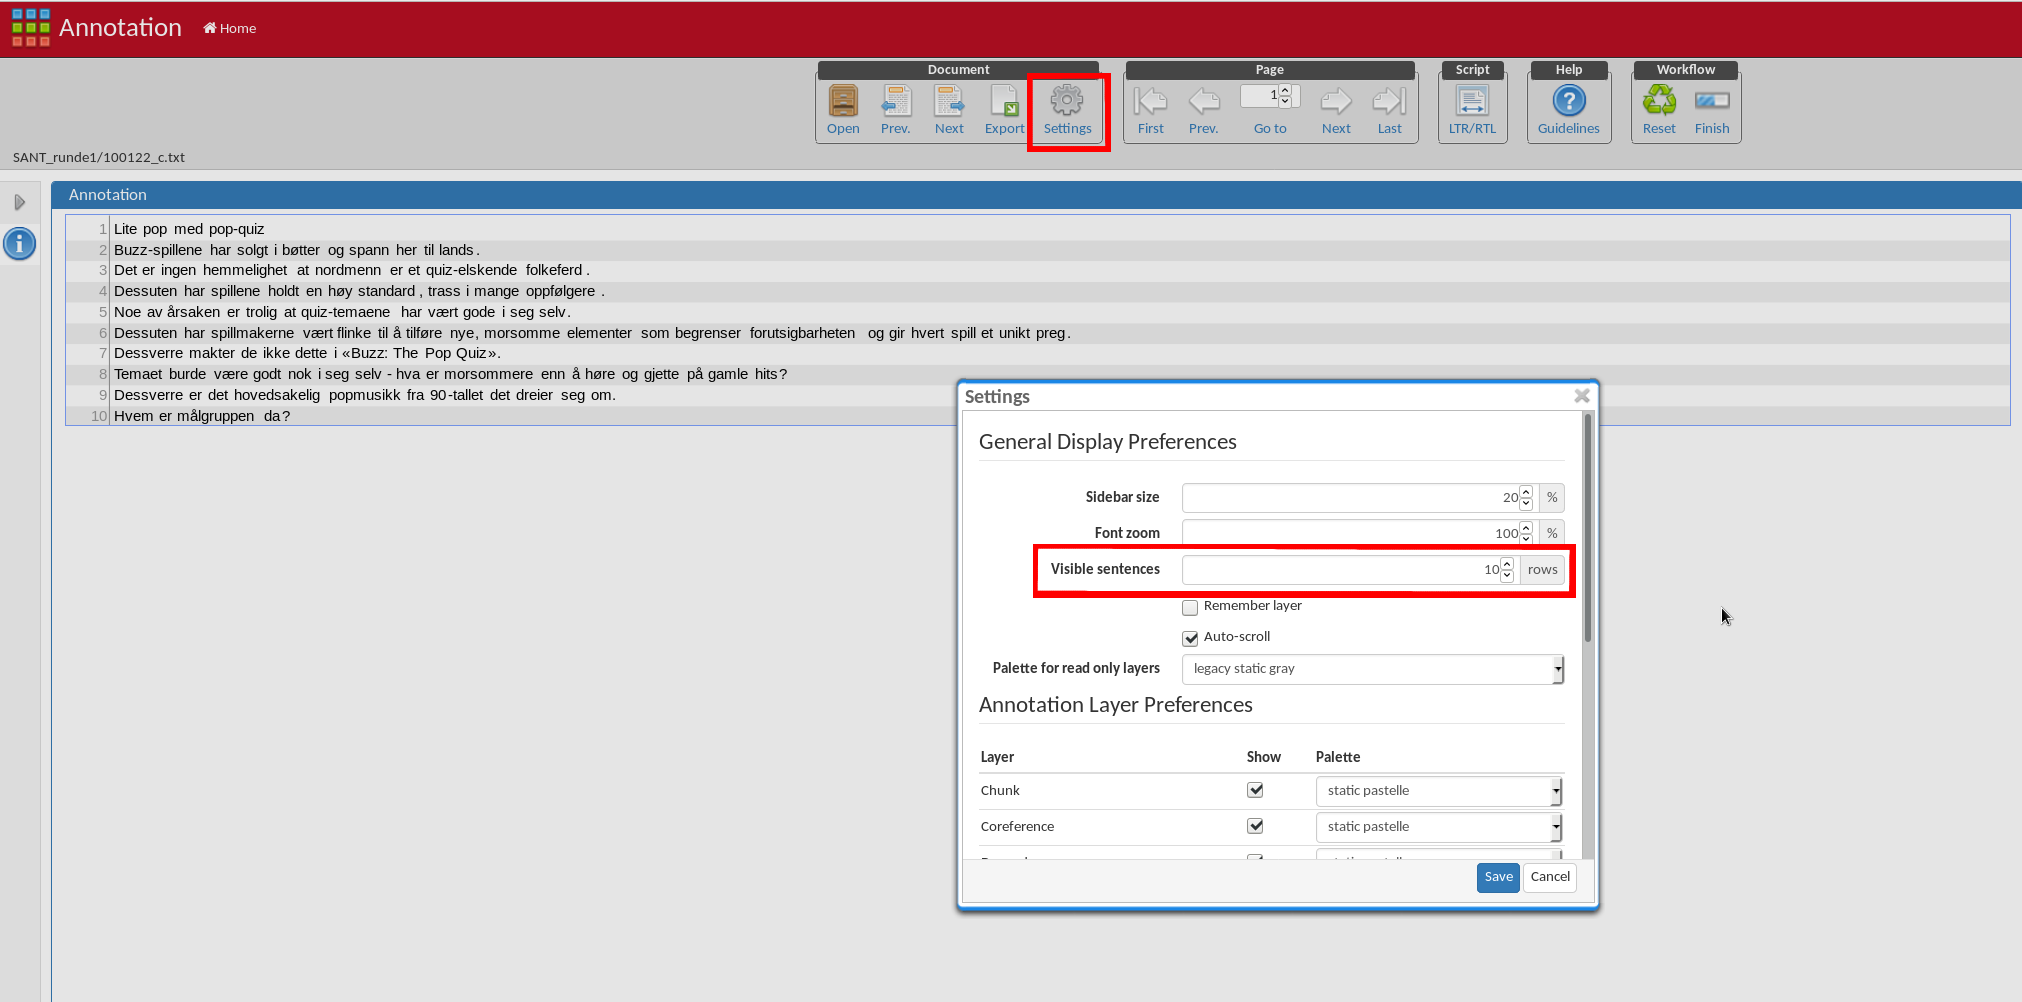 Annotation Home
Document Page Script Help Workflow
Open Prev. Next Export Settings First Prev. 1 Go to Next Last LTR/RTL Guidelines Reset Finish
SANT_runde1/100122_c.txt
Annotation
1 Lite pop med pop-quiz
2 Buzz-spillene har solgt i bøtter og spann her til lands.
3 Det er ingen hemmelighet at nordmenn er et quiz-elskende folkeferd .
4 Dessuten har spillene holdt en høy standard , trass i mange oppfølgere .
5 Noe av årsaken er trolig at quiz-temaene har vært gode i seg selv.
6 Dessuten har spillmakerne vært flinke til å tilføre nye, morsomme elementer som begrenser forutsigbarheten og gir hvert spill et unikt preg.
7 Dessverre makter de ikke dette i «Buzz: The Pop Quiz».
8 Temaet burde være godt nok i seg selv - hva er morsommere enn å høre og gjette på gamle hits?
9 Dessverre er det hovedsakelig popmusikk fra 90-tallet det dreier seg om.
10 Hvem er målgruppen da?
Settings
General Display Preferences
Sidebar size 20 %
Font zoom 100 %
Visible sentences 10 rows
Remember layer
Auto-scroll
Palette for read only layers legacy static gray
Annotation Layer Preferences
Layer Show Palette
Chunk static pastelle
Coreference static pastelle
Save Cancel